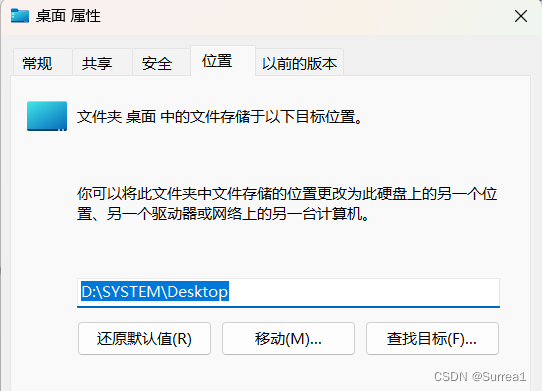 桌面 属性
常规 共享 安全 位置 以前的版本
文件夹 桌面 中的文件存储于以下目标位置。
你可以将此文件夹中文件存储的位置更改为此硬盘上的另一个位
置、另一个驱动器或网络上的另一台计算机。
D:\SYSTEM\Desktop
还原默认值(R) 移动(M)... 查找目标(F)...
CSDN @Surrea1